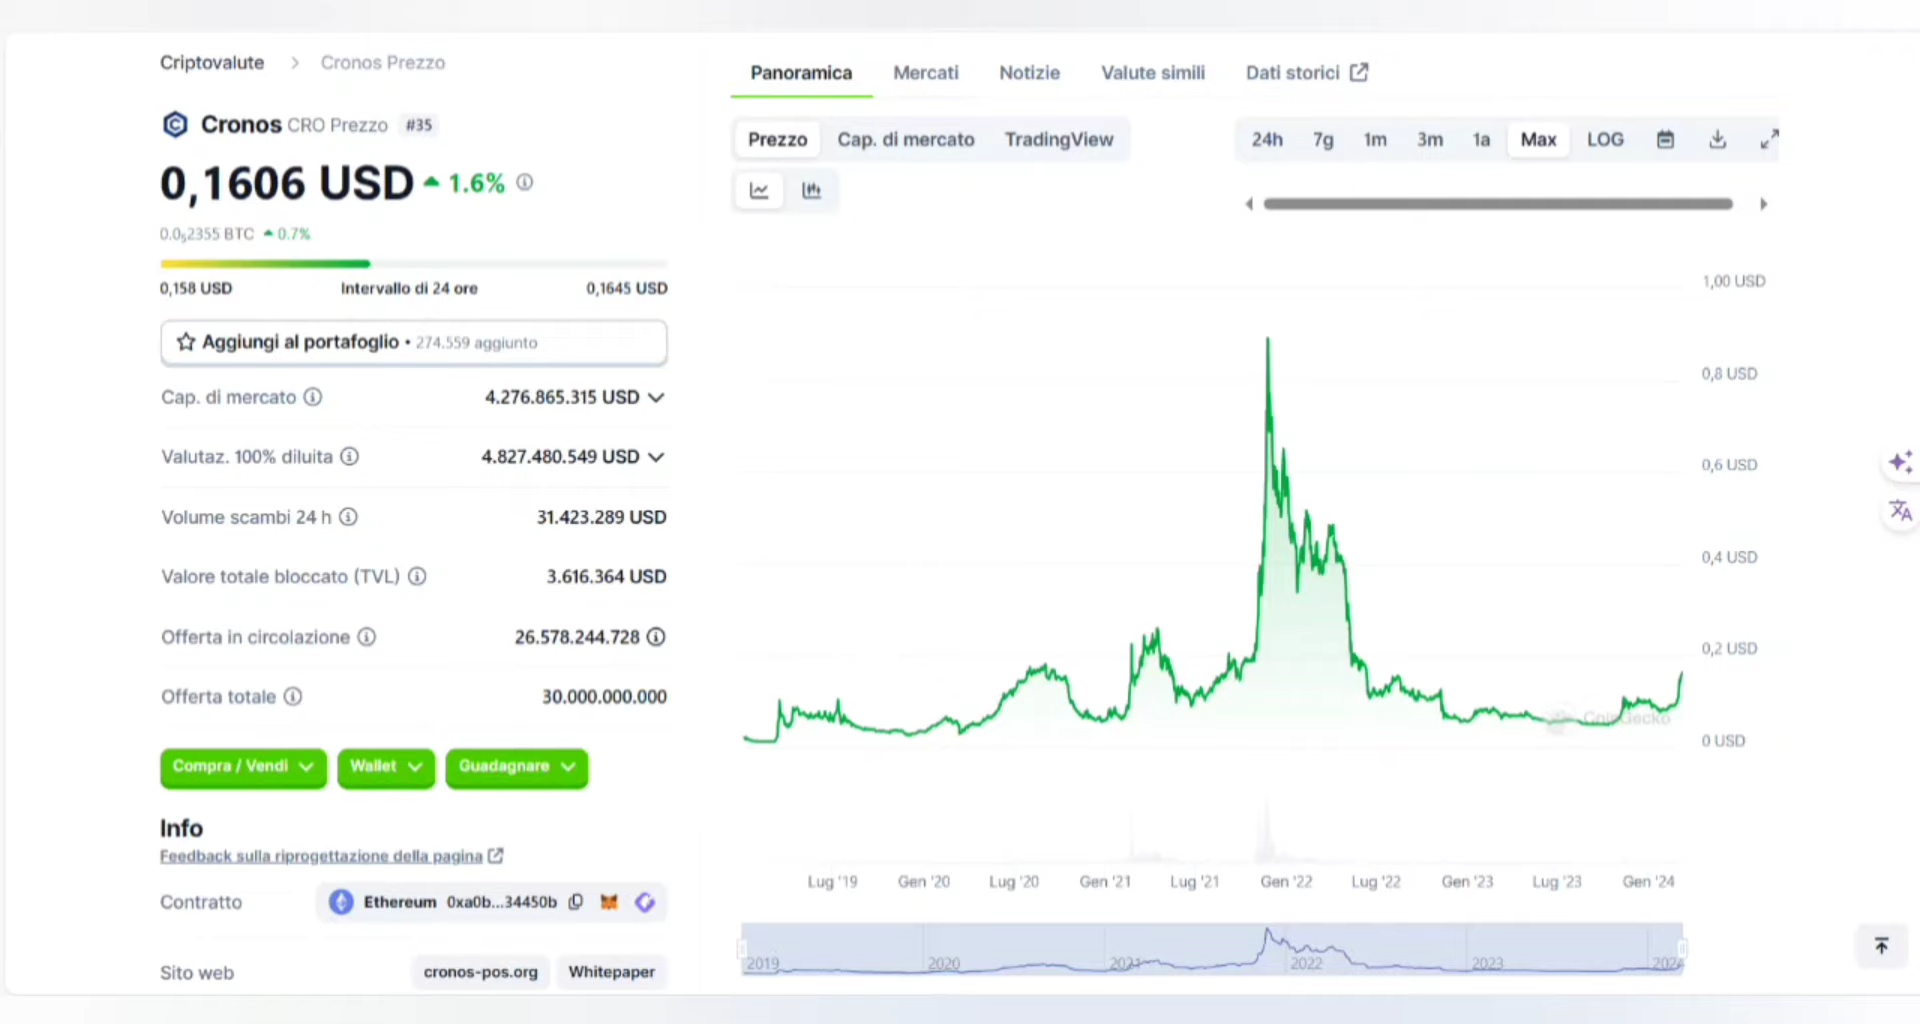 Criptovalute > Cronos Prezzo
Cronos CRO Prezzo #35
0,1606 USD 1.6%
0.0₅2355 BTC 0.7%
0,158 USD Intervallo di 24 ore 0,1645 USD
Aggiungi al portafoglio • 274.559 aggiunto
Cap. di mercato 4.276.865.315 USD
Valutaz. 100% diluita 4.827.480.549 USD
Volume scambi 24 h 31.423.289 USD
Valore totale bloccato (TVL) 3.616.364 USD
Offerta in circolazione 26.578.244.728
Offerta totale 30.000.000.000
Compra / Vendi Wallet Guadagnare
Info
Feedback sulla riprogettazione della pagina
Contratto Ethereum 0xa0b...34450b
Sito web cronos-pos.org Whitepaper
Panoramica Mercati Notizie Valute simili Dati storici
Prezzo Cap. di mercato TradingView
24h 7g 1m 3m 1a Max LOG
1,00 USD
0,8 USD
0,6 USD
0,4 USD
0,2 USD
CoinGecko
0 USD
Lug '19 Gen '20 Lug '20 Gen '21 Lug '21 Gen '22 Lug '22 Gen '23 Lug '23 Gen '24
2019 2020 2021 2022 2023 2024